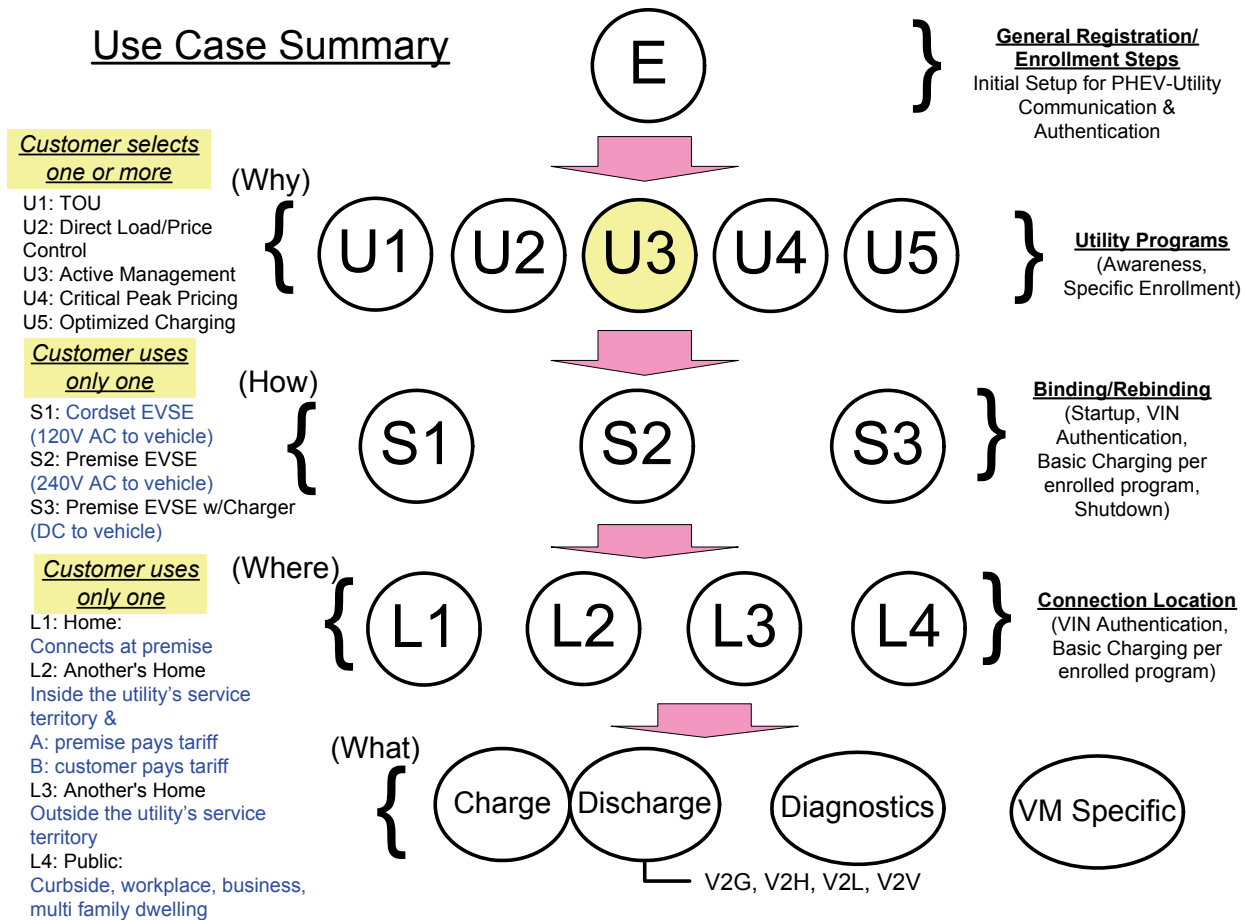 Use Case Summary
E
General Registration/
Enrollment Steps
Initial Setup for PHEV-Utility
Communication &
Authentication
Customer selects
one or more
(Why)
U1: TOU
U2: Direct Load/Price
Control
U3: Active Management
U4: Critical Peak Pricing
U5: Optimized Charging
{
U1
U2
U3
U4
U5
}
Utility Programs
(Awareness,
Specific Enrollment)
Customer uses
only one
(How)
S1: Cordset EVSE
(120V AC to vehicle)
S2: Premise EVSE
(240V AC to vehicle)
S3: Premise EVSE w/Charger
(DC to vehicle)
{
S1
S2
S3
}
Binding/Rebinding
(Startup, VIN
Authentication,
Basic Charging per
enrolled program,
Shutdown)
Customer uses
only one
(Where)
L1: Home:
Connects at premise
L2: Another's Home
Inside the utility’s service
territory &
A: premise pays tariff
B: customer pays tariff
L3: Another's Home
Outside the utility’s service
territory
L4: Public:
Curbside, workplace, business,
multi family dwelling
{
L1
L2
L3
L4
}
Connection Location
(VIN Authentication,
Basic Charging per
enrolled program)
(What)
{
Charge
Discharge
Diagnostics
VM Specific
V2G, V2H, V2L, V2V